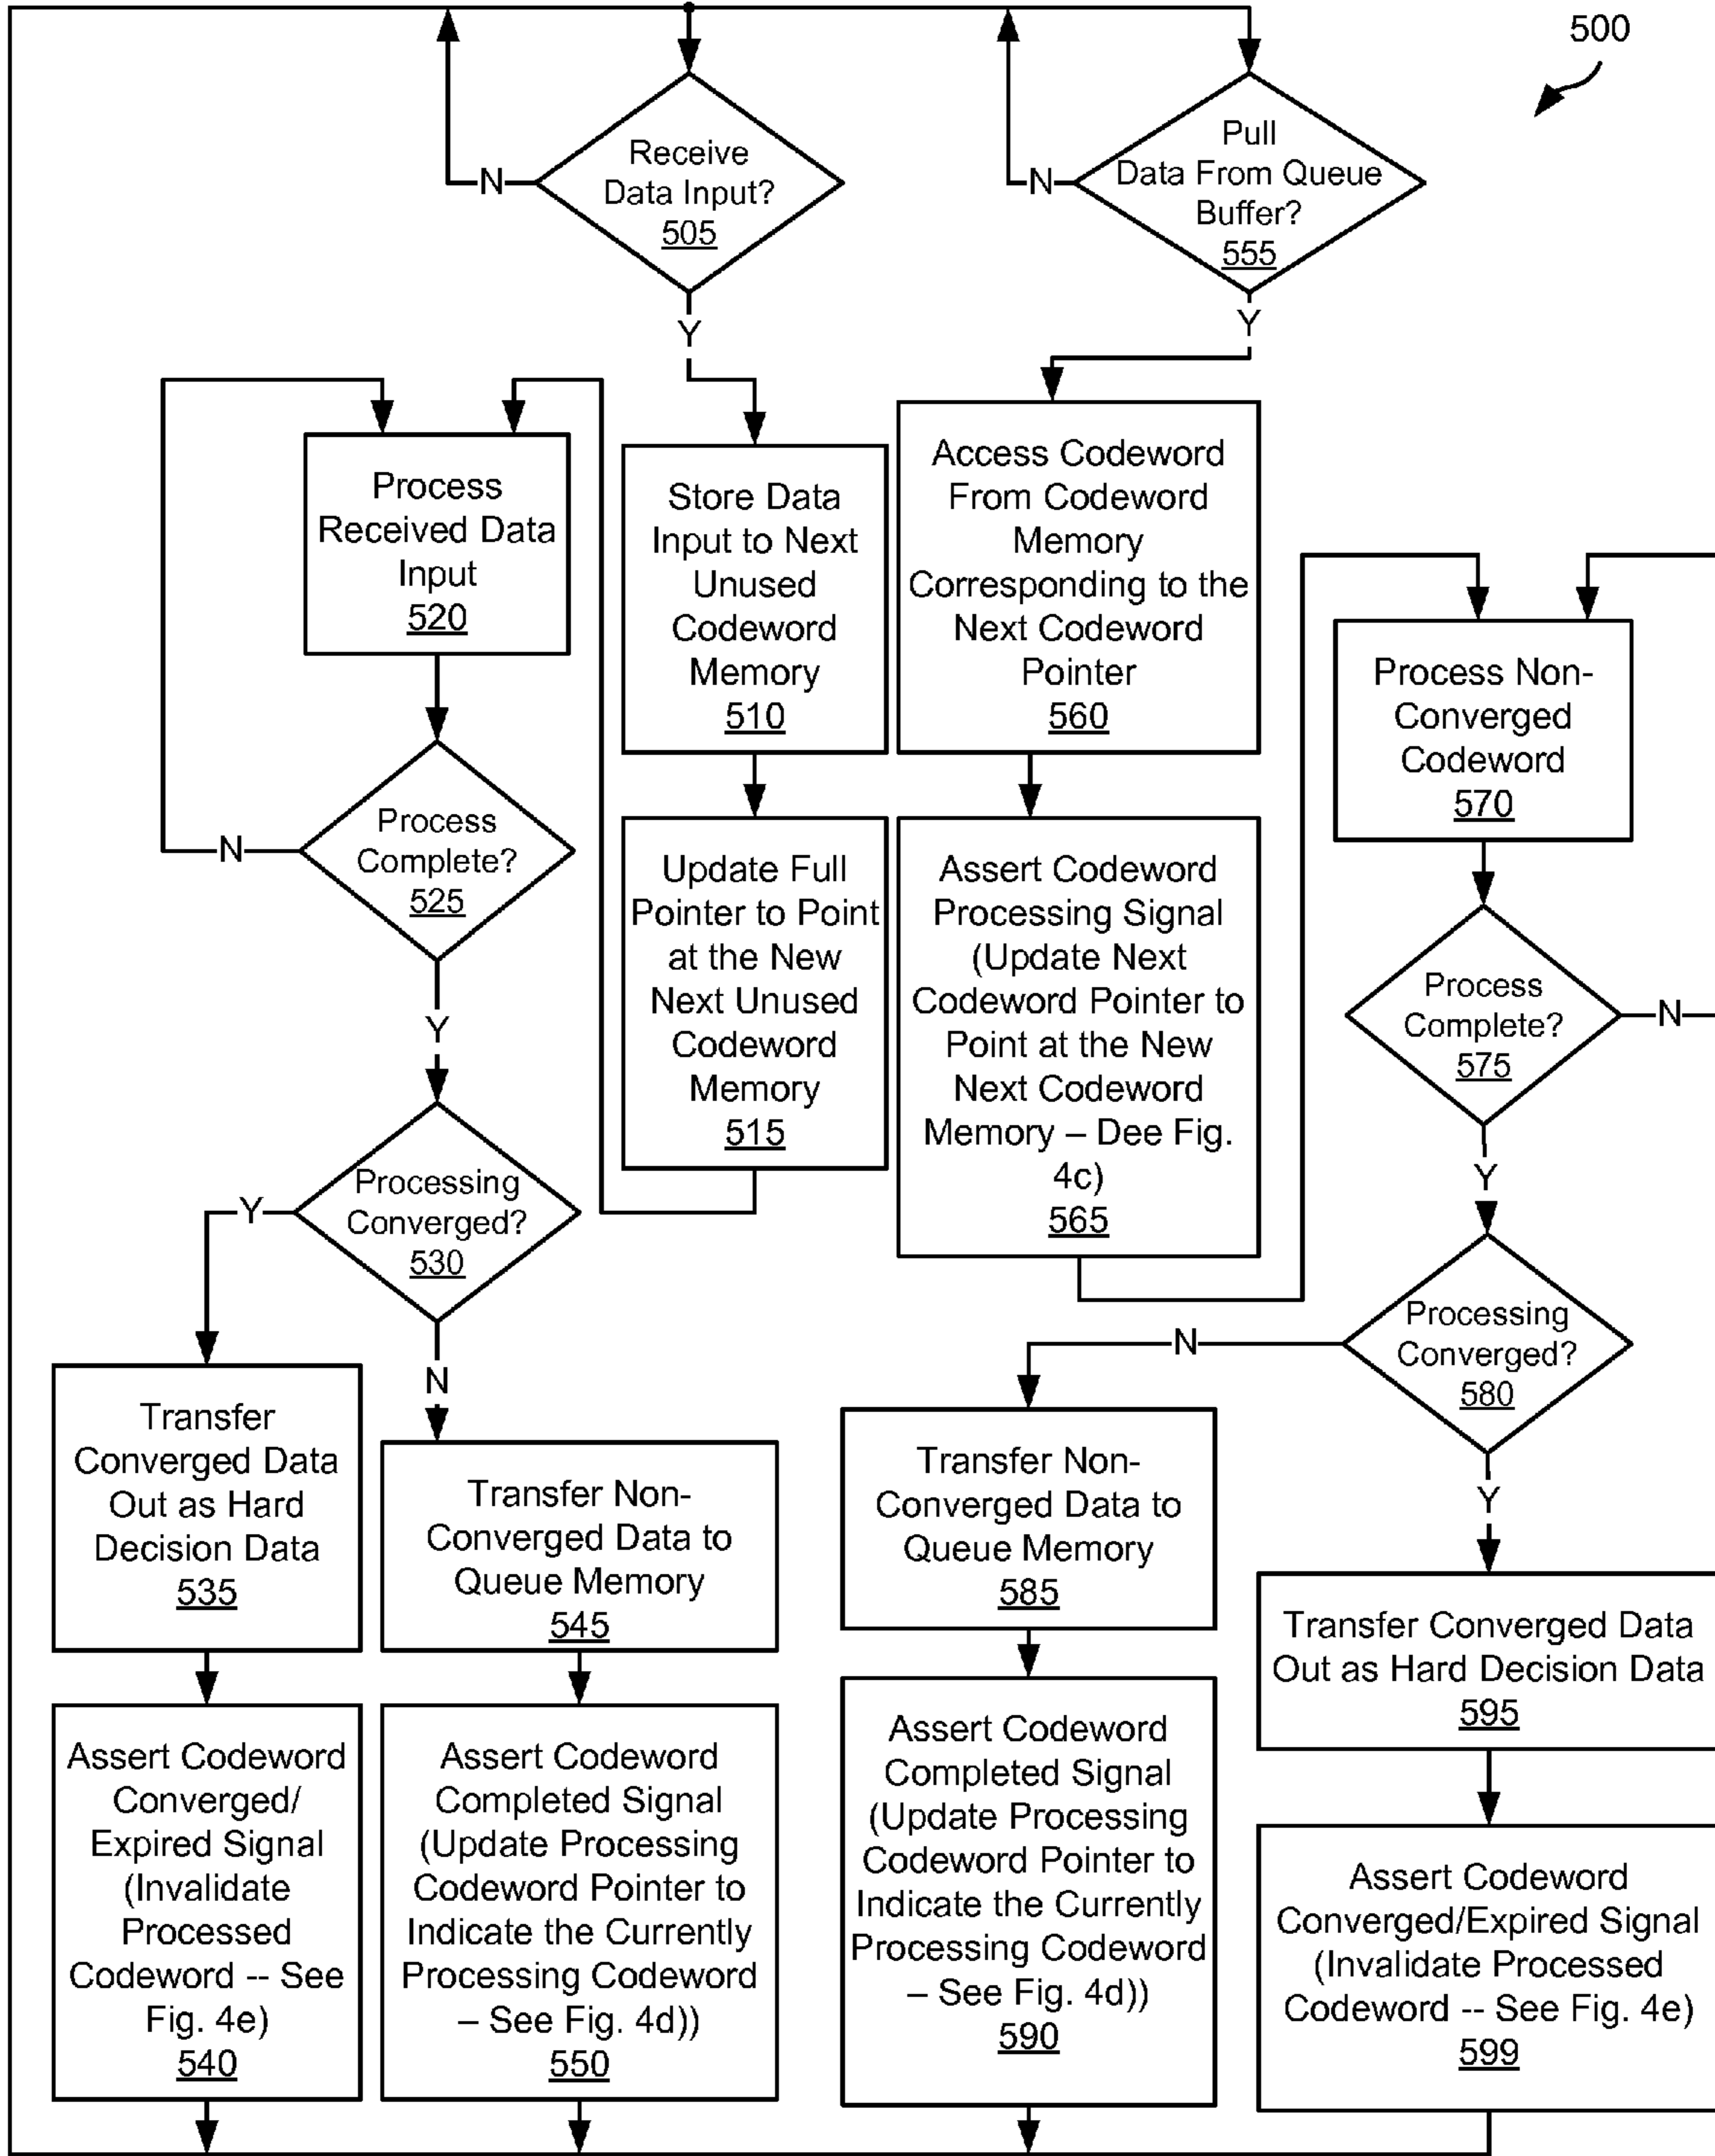 500
Receive
Data Input?
505
N
Y
Pull
Data From Queue
Buffer?
555
N
Y
Process
Received Data
Input
520
Store Data
Input to Next
Unused
Codeword
Memory
510
Access Codeword
From Codeword
Memory
Corresponding to the
Next Codeword
Pointer
560
Process Non-
Converged
Codeword
570
Process
Complete?
525
N
Y
Update Full
Pointer to Point
at the New
Next Unused
Codeword
Memory
515
Assert Codeword
Processing Signal
(Update Next
Codeword Pointer to
Point at the New
Next Codeword
Memory – Dee Fig.
4c)
565
Process
Complete?
575
N
Y
Processing
Converged?
530
Y
N
Processing
Converged?
580
N
Y
Transfer
Converged Data
Out as Hard
Decision Data
535
Transfer Non-
Converged Data to
Queue Memory
545
Transfer Non-
Converged Data to
Queue Memory
585
Transfer Converged Data
Out as Hard Decision Data
595
Assert Codeword
Converged/
Expired Signal
(Invalidate
Processed
Codeword -- See
Fig. 4e)
540
Assert Codeword
Completed Signal
(Update Processing
Codeword Pointer to
Indicate the Currently
Processing Codeword
– See Fig. 4d))
550
Assert Codeword
Completed Signal
(Update Processing
Codeword Pointer to
Indicate the Currently
Processing Codeword
– See Fig. 4d))
590
Assert Codeword
Converged/Expired Signal
(Invalidate Processed
Codeword -- See Fig. 4e)
599